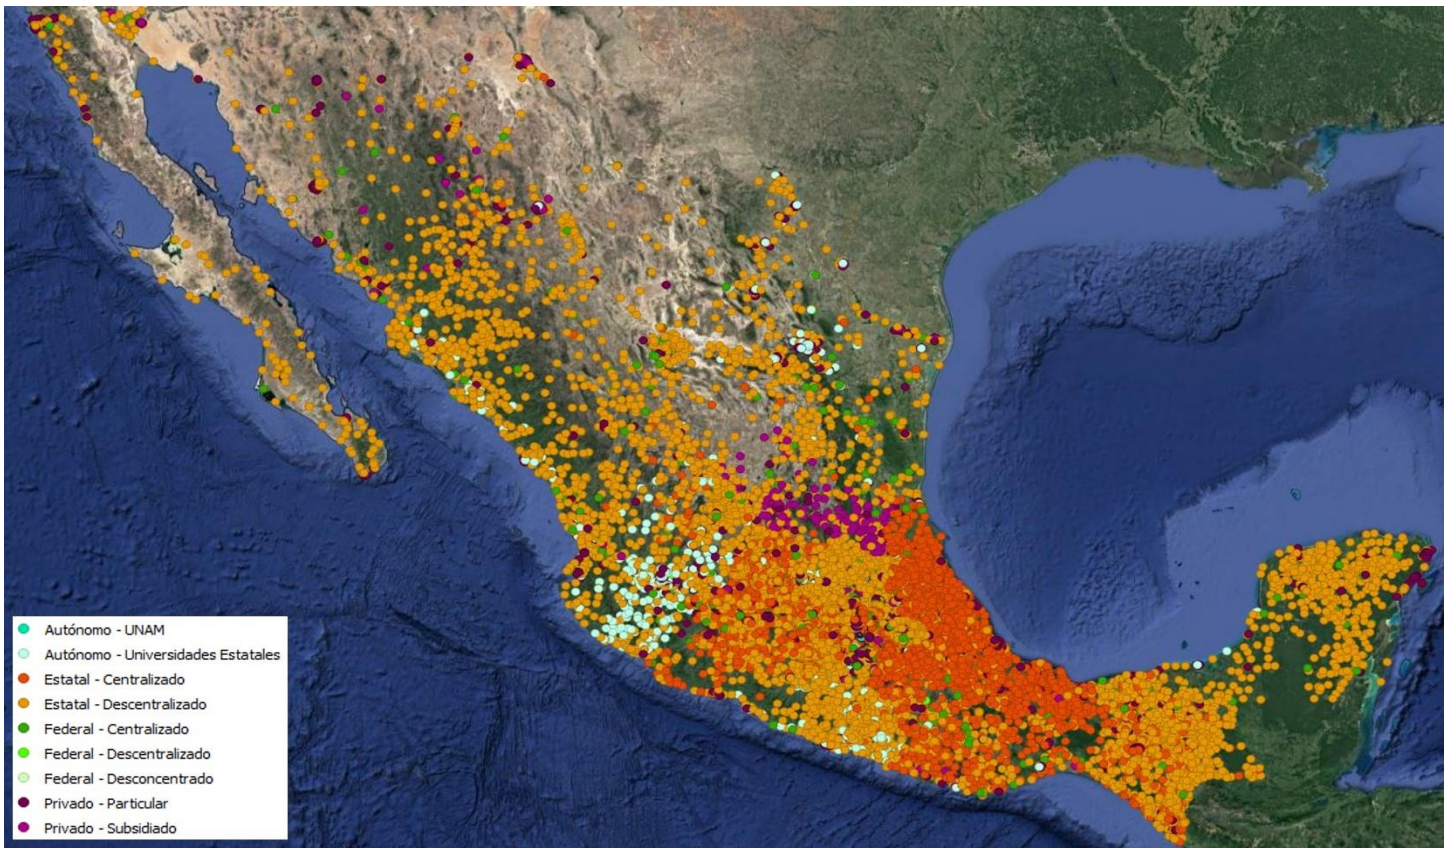 Autónomo - UNAM
Autónomo - Universidades Estatales
Estatal - Centralizado
Estatal - Descentralizado
Federal - Centralizado
Federal - Descentralizado
Federal - Desconcentrado
Privado - Particular
Privado - Subsidiado